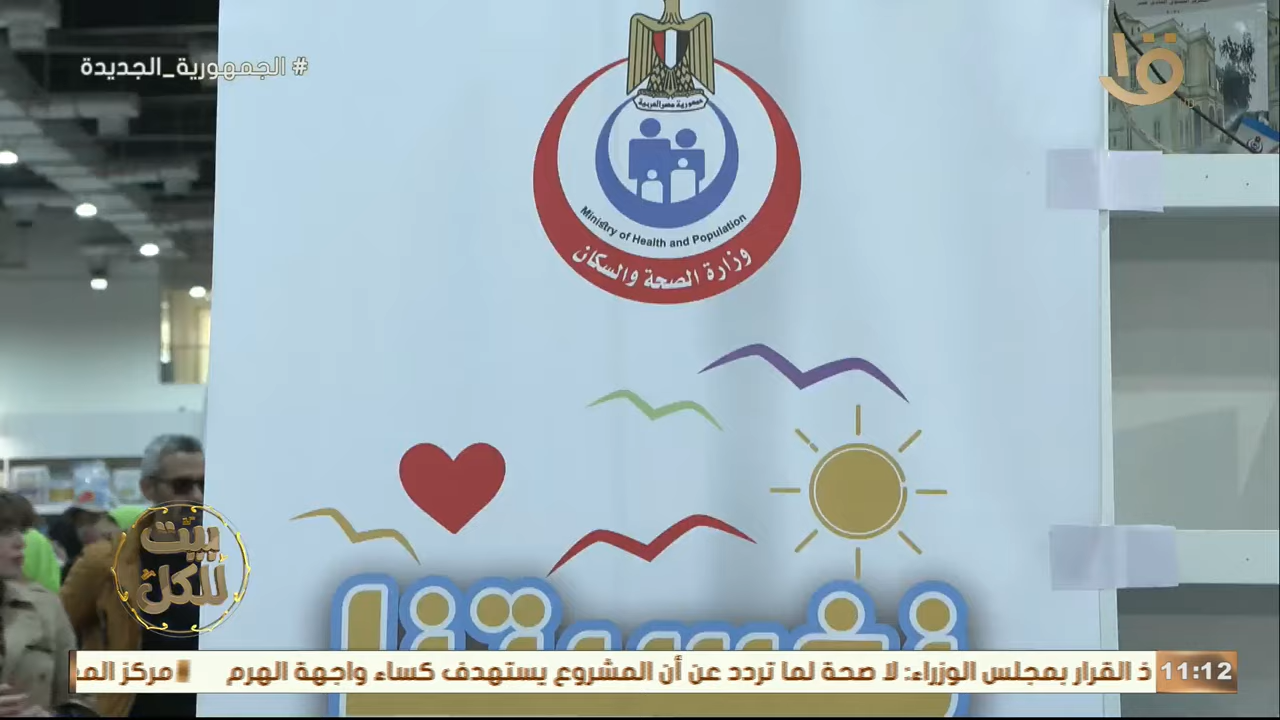 #الجمهورية_الجديدة
جمهورية مصر العربية
Ministry of Health and Population
وزارة الصحة والسكان
بيت
للكل
11:12
ذ القرار بمجلس الوزراء: لا صحة لما تردد عن أن المشروع يستهدف كساء واجهة الهرم
مركز المـ